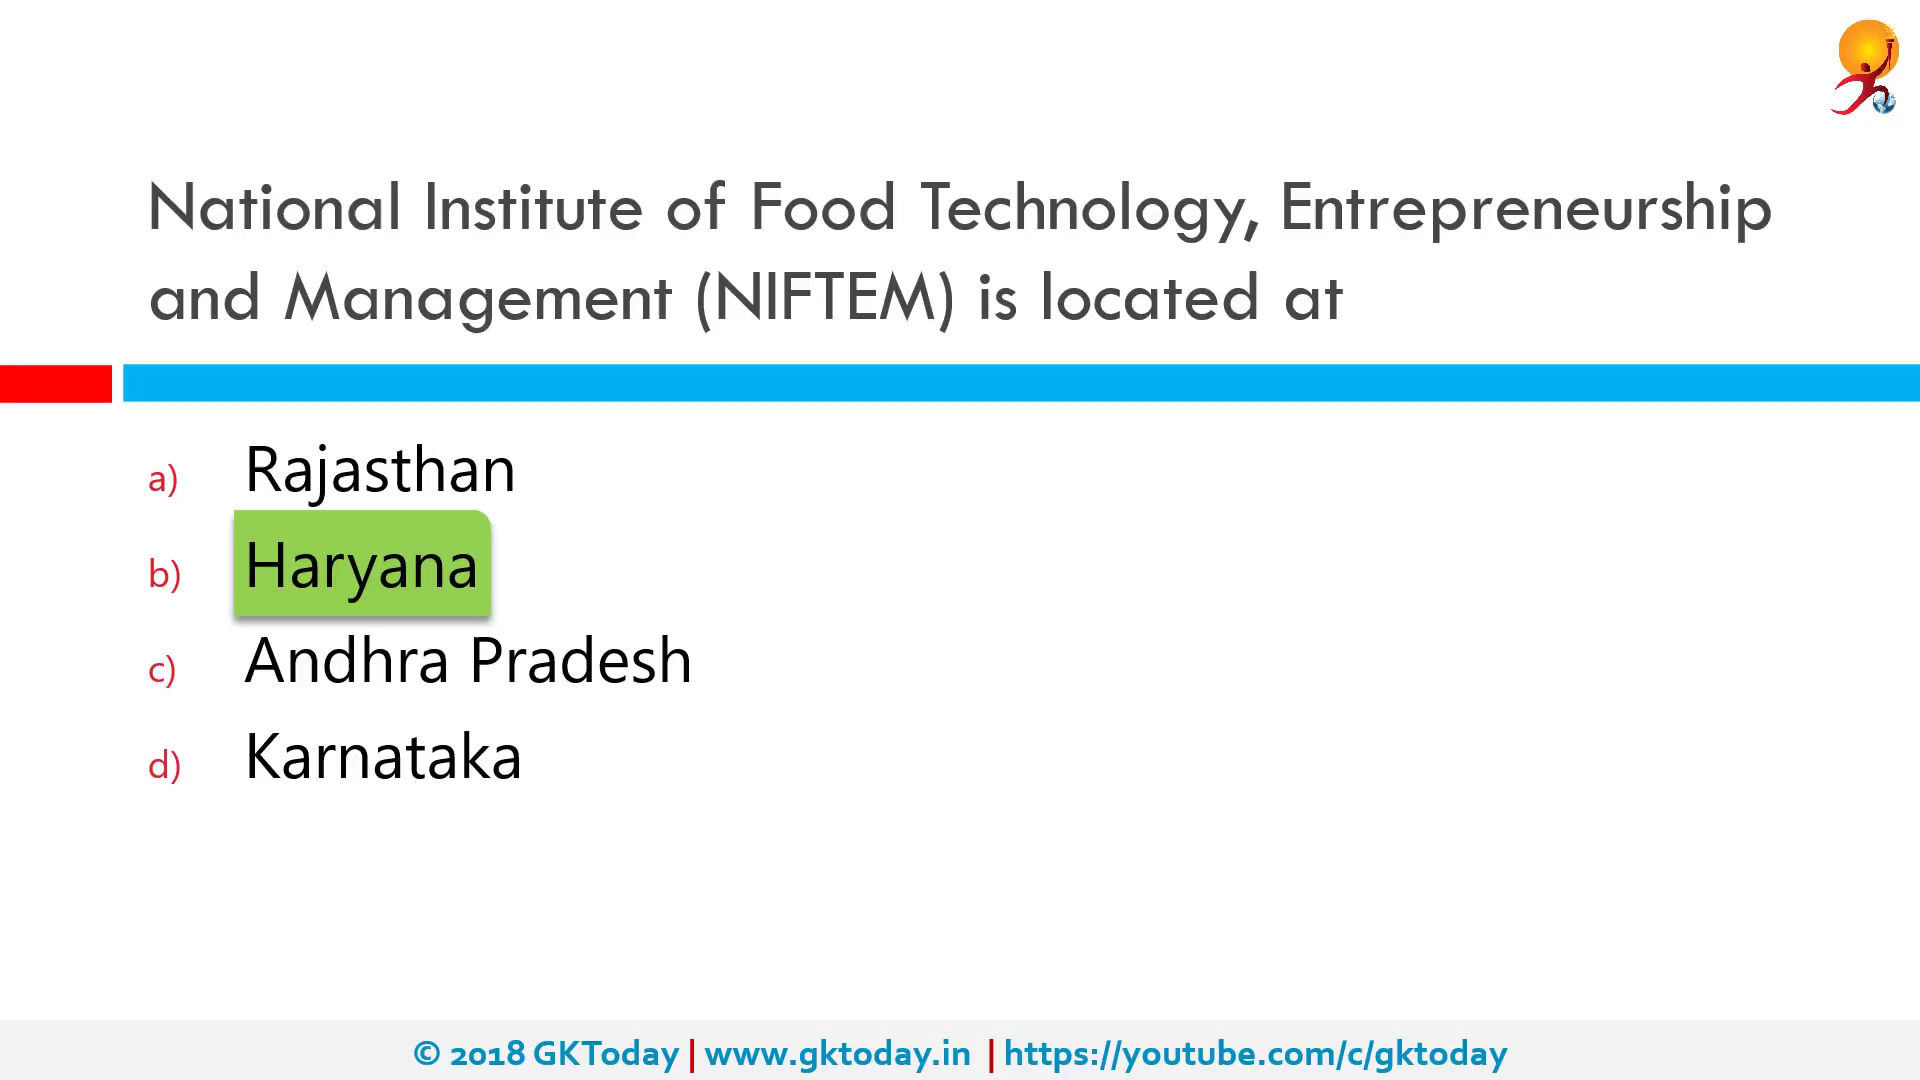 National Institute of Food Technology, Entrepreneurship
and Management (NIFTEM) is located at
a) Rajasthan
b) Haryana
c) Andhra Pradesh
d) Karnataka
© 2018 GKToday | www.gktoday.in | https://youtube.com/c/gktoday